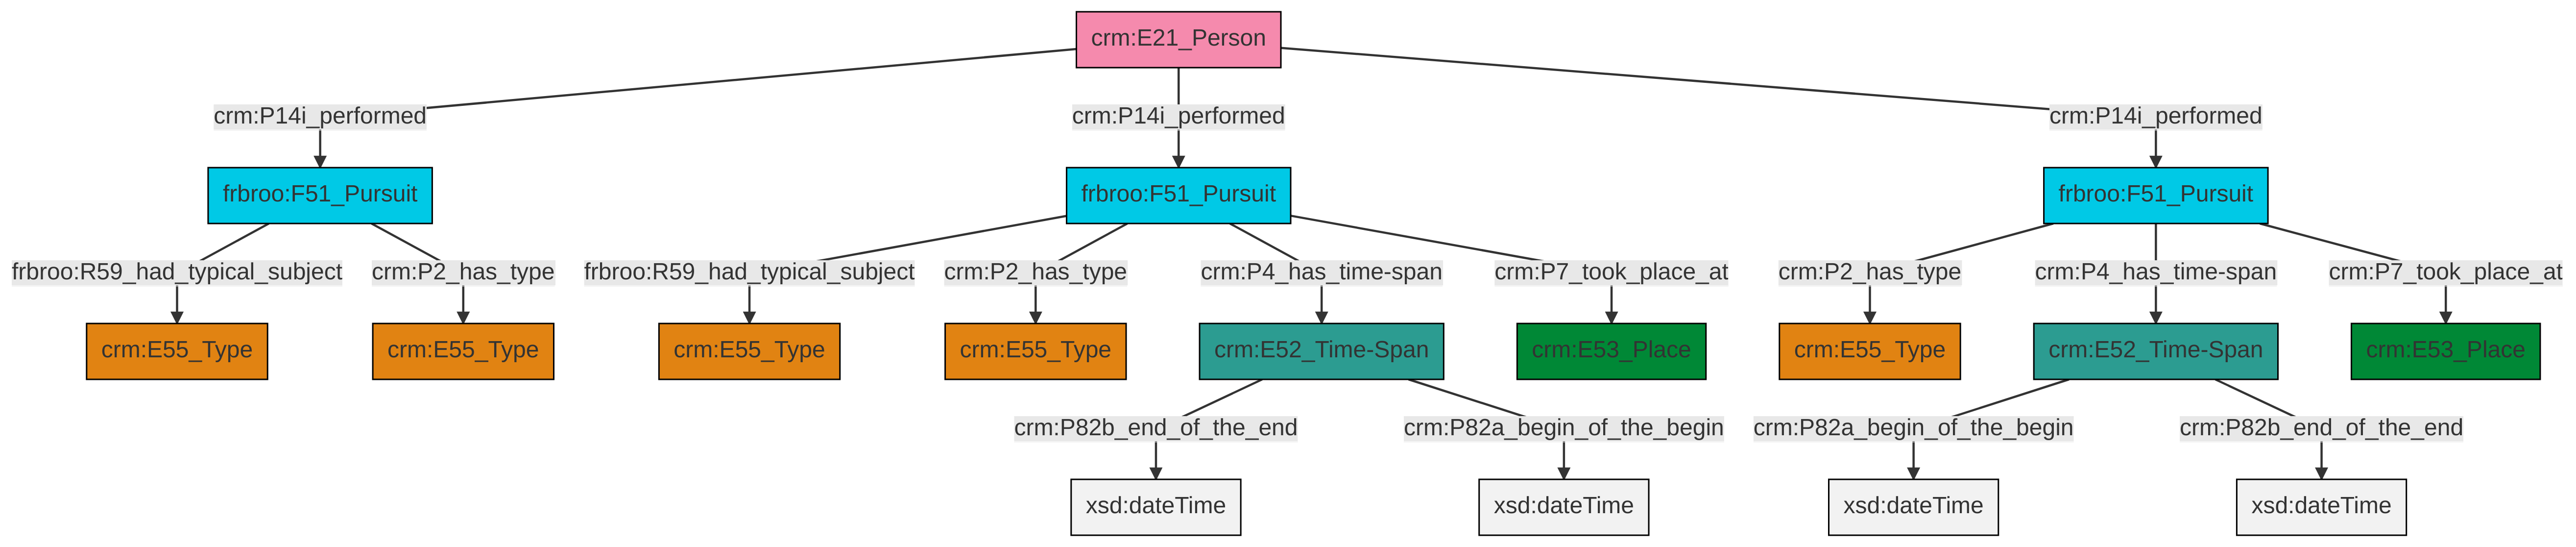 crm:E21_Person
crm:P14i_performed
crm:P14i_performed
crm:P14i_performed
frbroo:F51_Pursuit
frbroo:F51_Pursuit
frbroo:F51_Pursuit
frbroo:R59_had_typical_subject
crm:P2_has_type
frbroo:R59_had_typical_subject
crm:P2_has_type
crm:P4_has_time-span
crm:P7_took_place_at
crm:P2_has_type
crm:P4_has_time-span
crm:P7_took_place_at
crm:E55_Type
crm:E55_Type
crm:E55_Type
crm:E55_Type
crm:E52_Time-Span
crm:E53_Place
crm:E55_Type
crm:E52_Time-Span
crm:E53_Place
crm:P82b_end_of_the_end
crm:P82a_begin_of_the_begin
crm:P82a_begin_of_the_begin
crm:P82b_end_of_the_end
xsd:dateTime
xsd:dateTime
xsd:dateTime
xsd:dateTime